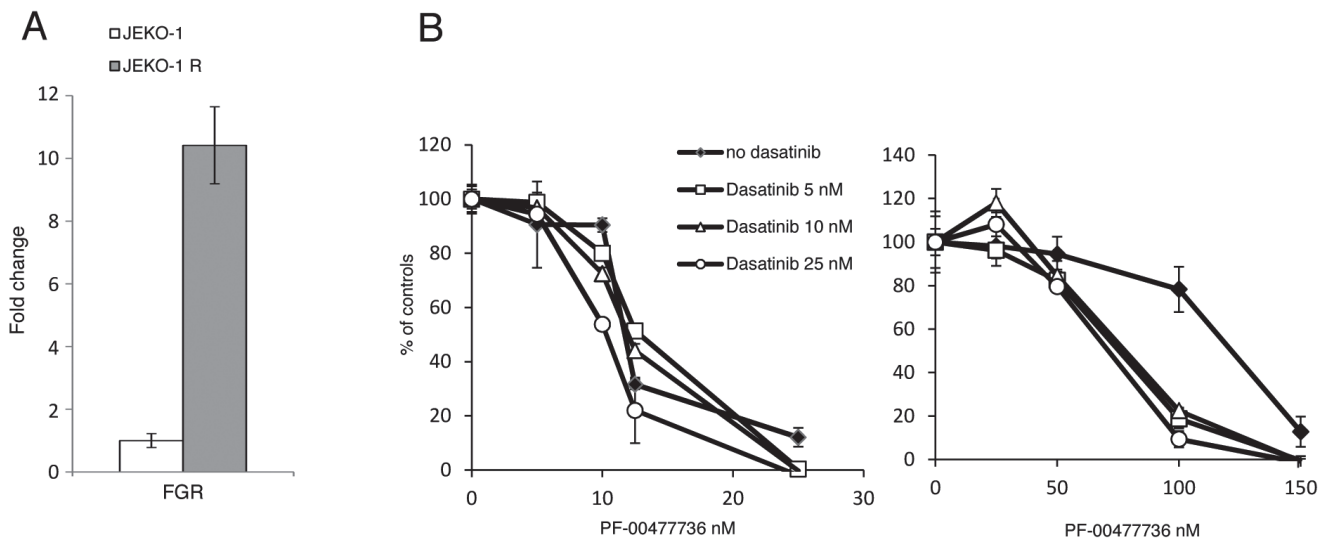 A
JEKO-1
JEKO-1 R
Fold change
12
10
8
6
4
2
0
FGR
B
% of controls
120
100
80
60
40
20
0
0
10
20
30
PF-00477736 nM
no dasatinib
Dasatinib 5 nM
Dasatinib 10 nM
Dasatinib 25 nM
140
120
100
80
60
40
20
0
0
50
100
150
PF-00477736 nM